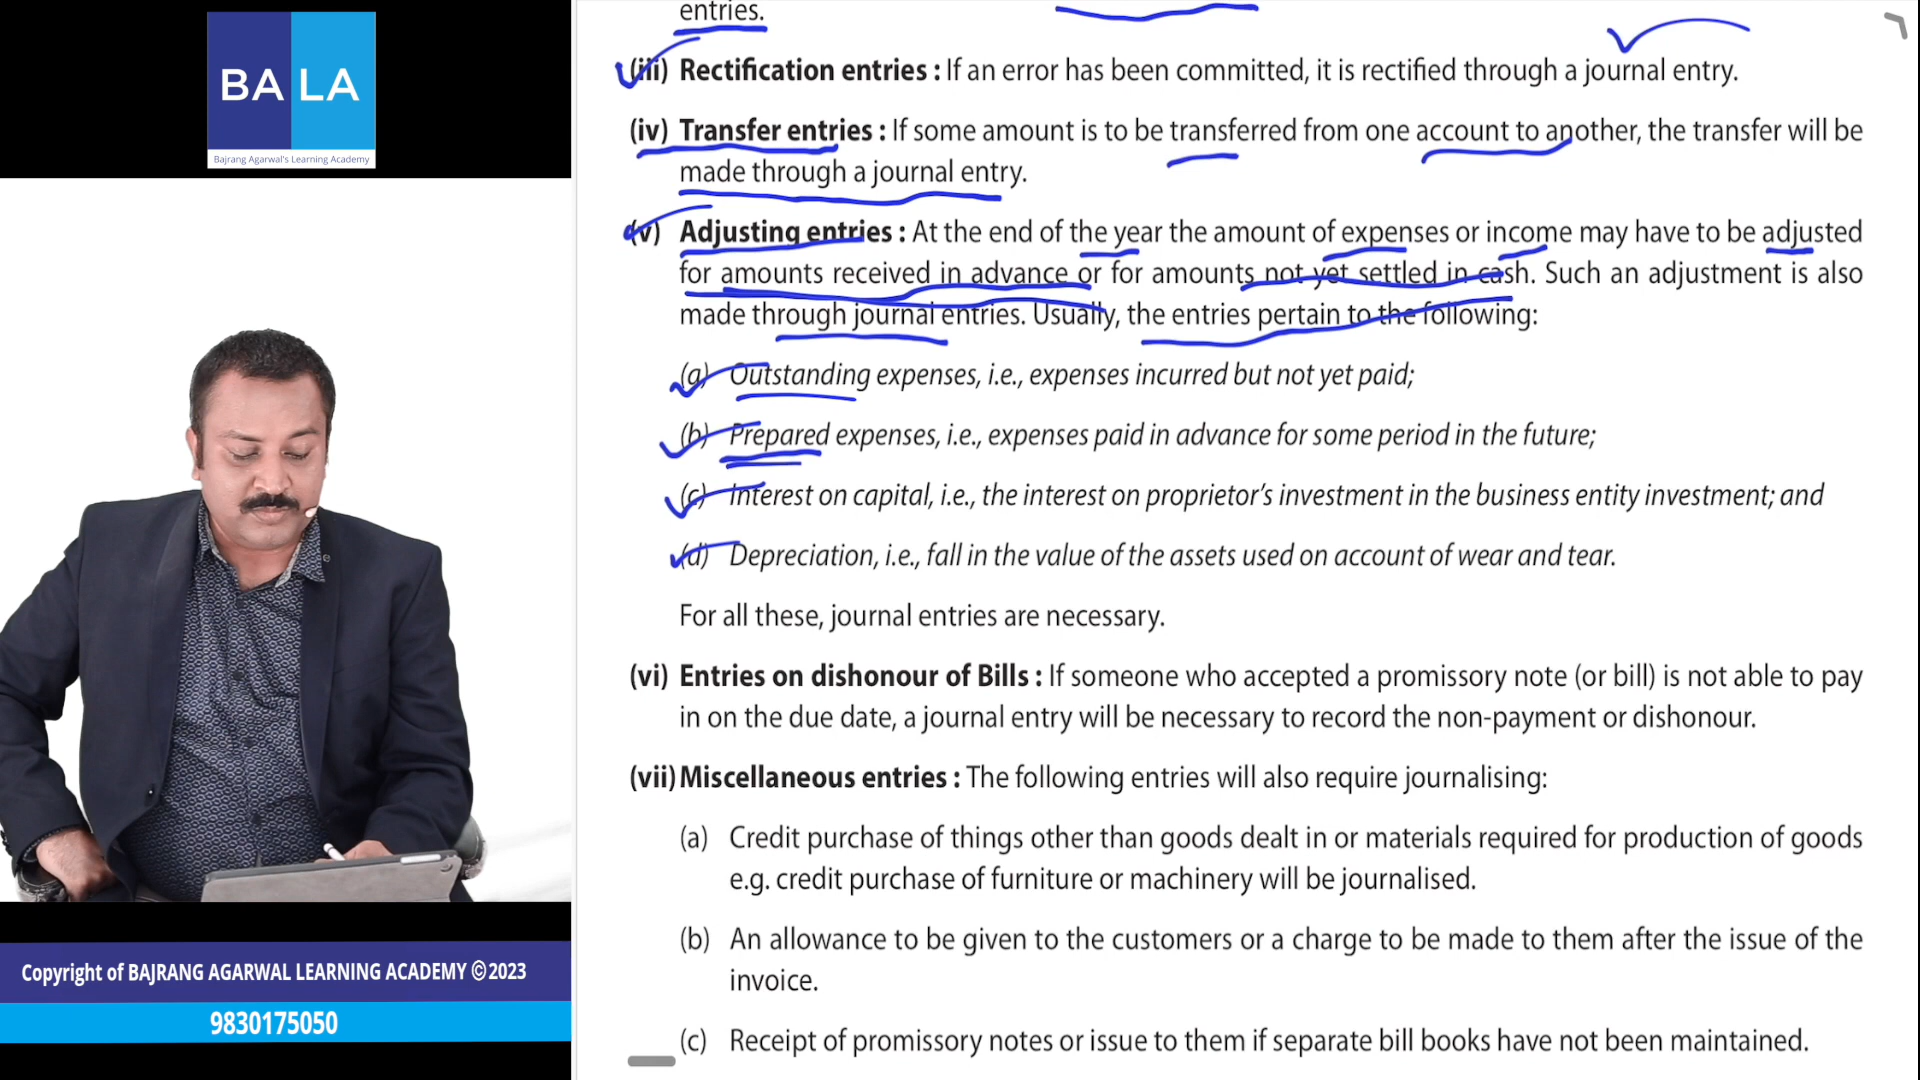 BALA
Bajrang Agarwal's Learning Academy
Copyright of BAJRANG AGARWAL LEARNING ACADEMY ©2023
9830175050
entries.
(iii) Rectification entries : If an error has been committed, it is rectified through a journal entry.
(iv) Transfer entries : If some amount is to be transferred from one account to another, the transfer will be
made through a journal entry.
(v) Adjusting entries : At the end of the year the amount of expenses or income may have to be adjusted
for amounts received in advance or for amounts not yet settled in cash. Such an adjustment is also
made through journal entries. Usually, the entries pertain to the following:
(a) Outstanding expenses, i.e., expenses incurred but not yet paid;
(b) Prepared expenses, i.e., expenses paid in advance for some period in the future;
(c) Interest on capital, i.e., the interest on proprietor's investment in the business entity investment; and
(d) Depreciation, i.e., fall in the value of the assets used on account of wear and tear.
For all these, journal entries are necessary.
(vi) Entries on dishonour of Bills : If someone who accepted a promissory note (or bill) is not able to pay
in on the due date, a journal entry will be necessary to record the non-payment or dishonour.
(vii) Miscellaneous entries : The following entries will also require journalising:
(a) Credit purchase of things other than goods dealt in or materials required for production of goods
e.g. credit purchase of furniture or machinery will be journalised.
(b) An allowance to be given to the customers or a charge to be made to them after the issue of the
invoice.
(c) Receipt of promissory notes or issue to them if separate bill books have not been maintained.